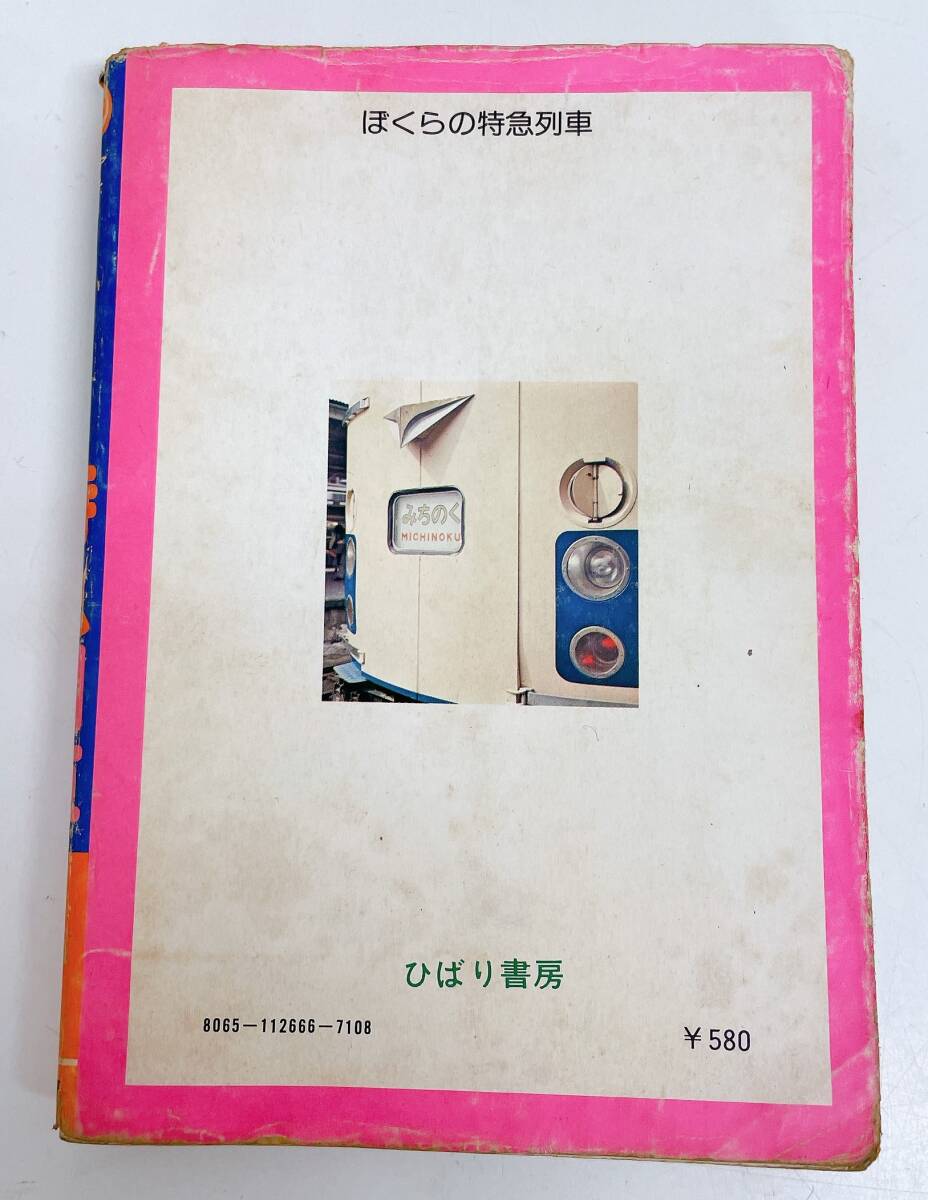 ぼくらの特急列車
みちのく
MICHINOKU
ひばり書房
8065-112666-7108
¥580